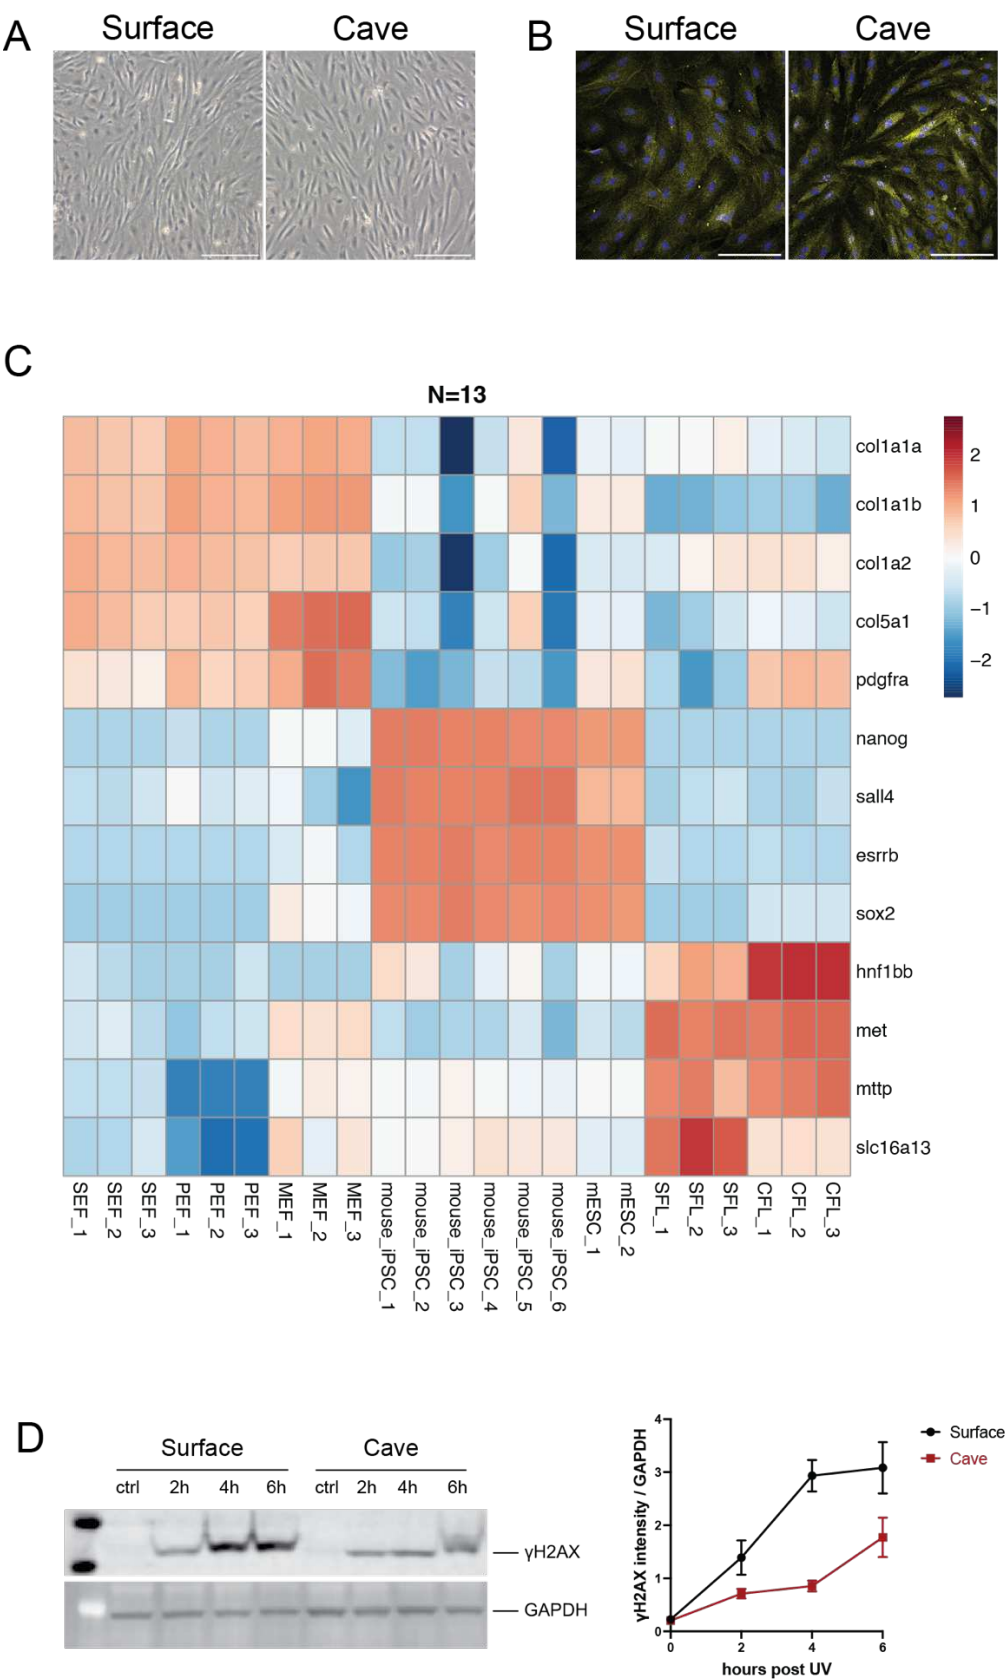 A
Surface
Cave
B
Surface
Cave
C
N=13
col1a1a
col1a1b
col1a2
col5a1
pdgfra
nanog
sall4
esrrb
sox2
hnf1bb
met
mttp
slc16a13
2
1
0
−1
−2
SEF_1
SEF_2
SEF_3
PEF_1
PEF_2
PEF_3
MEF_1
MEF_2
MEF_3
mouse_iPSC_1
mouse_iPSC_2
mouse_iPSC_3
mouse_iPSC_4
mouse_iPSC_5
mouse_iPSC_6
mESC_1
mESC_2
SFL_1
SFL_2
SFL_3
CFL_1
CFL_2
CFL_3
D
Surface
Cave
ctrl 2h 4h 6h ctrl 2h 4h 6h
γH2AX
GAPDH
γH2AX intensity / GAPDH
4
3
2
1
0
0 2 4 6
hours post UV
Surface
Cave